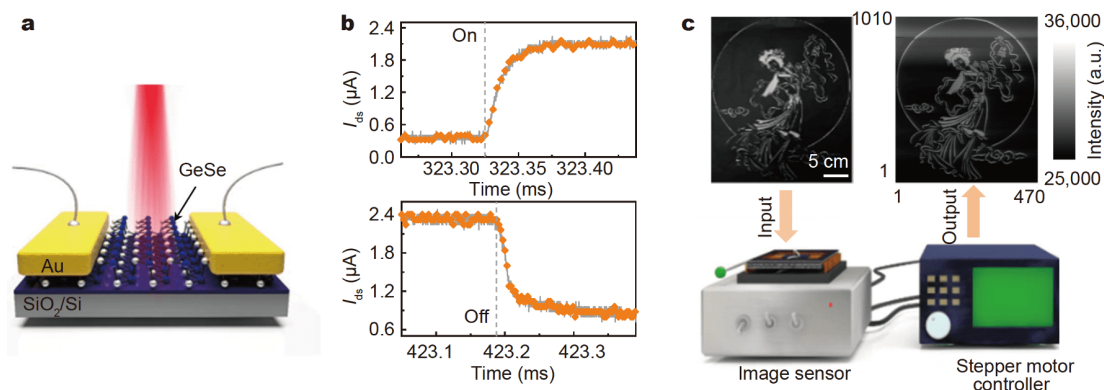 a
GeSe
Au
SiO2/Si
b
2.4
1.8
1.2
0.6
0.0
Ids (μA)
On
323.30
323.35
323.40
Time (ms)
2.4
1.8
1.2
0.6
Ids (μA)
Off
423.1
423.2
423.3
Time (ms)
c
5 cm
1010
1
1
470
36,000
25,000
Intensity (a.u.)
Input
Output
Image sensor
Stepper motor
controller